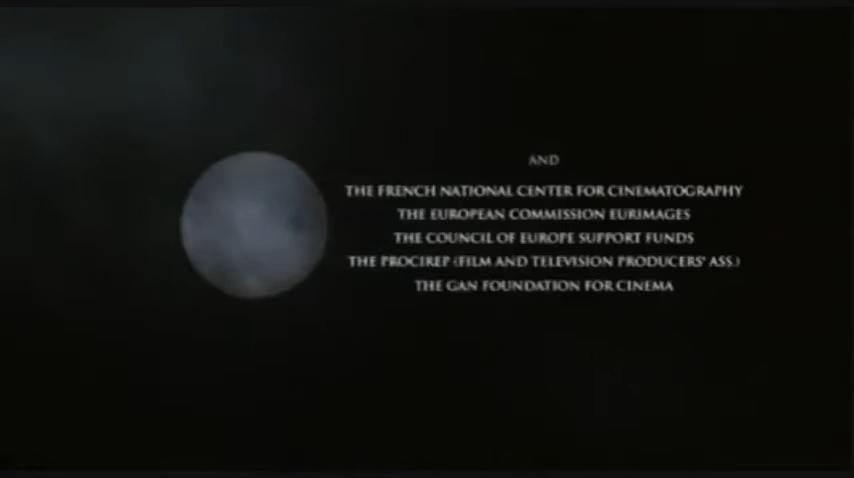 AND
THE FRENCH NATIONAL CENTER FOR CINEMATOGRAPHY
THE EUROPEAN COMMISSION EURIMAGES
THE COUNCIL OF EUROPE SUPPORT FUNDS
THE PROCIREP (FILM AND TELEVISION PRODUCERS' ASS.)
THE GAN FOUNDATION FOR CINEMA